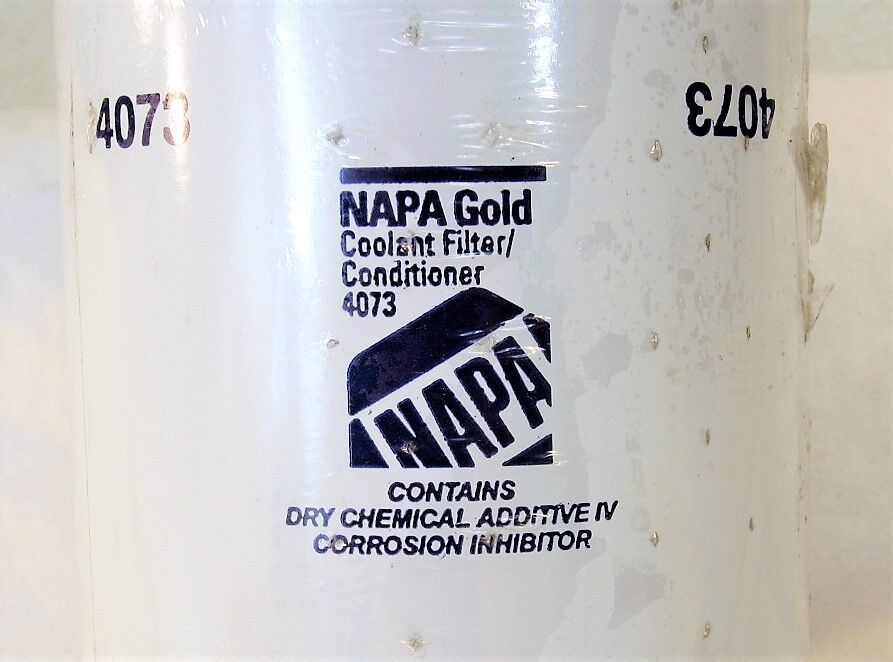 4073
4073
NAPA Gold
Coolant Filter/
Conditioner
4073
NAPA
CONTAINS
DRY CHEMICAL ADDITIVE IV
CORROSION INHIBITOR